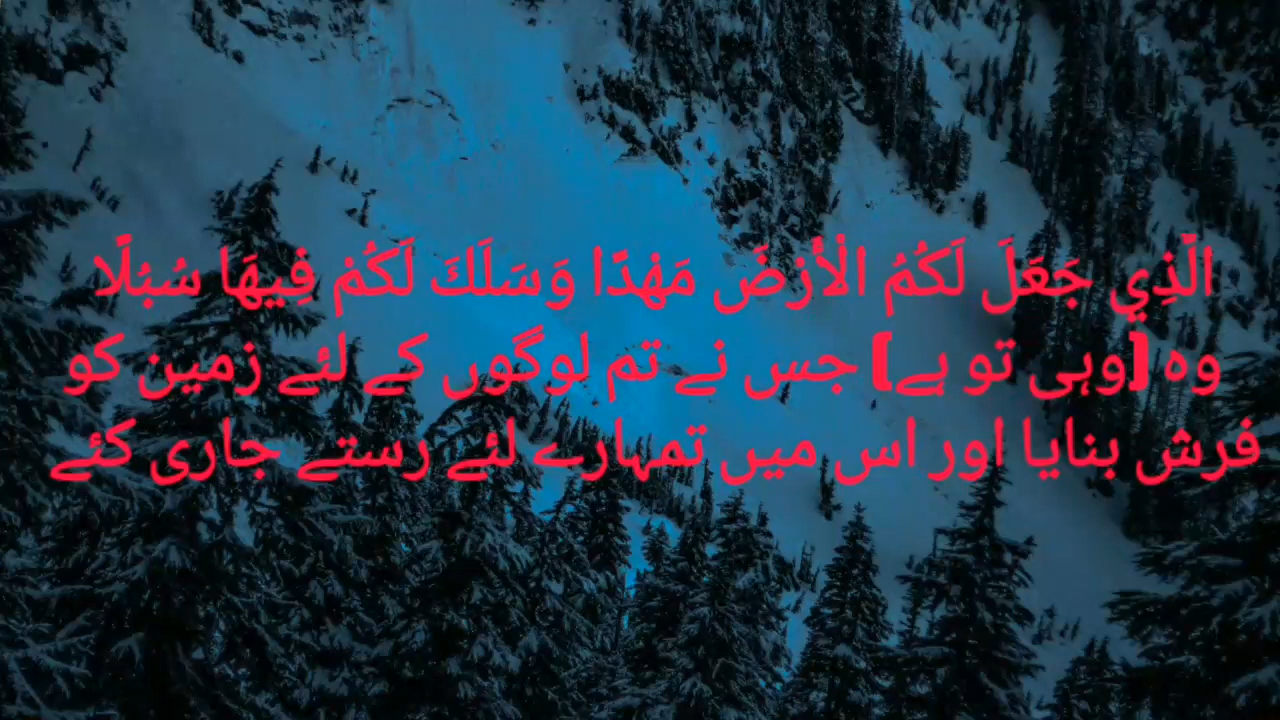 الَّذِي جَعَلَ لَكُمُ الْأَرْضَ مَهْدًا وَسَلَكَ لَكُمْ فِيهَا سُبُلًا
وہ (وہی تو ہے) جس نے تم لوگوں کے لئے زمین کو
فرش بنایا اور اس میں تمہارے لئے رستے جاری کئے